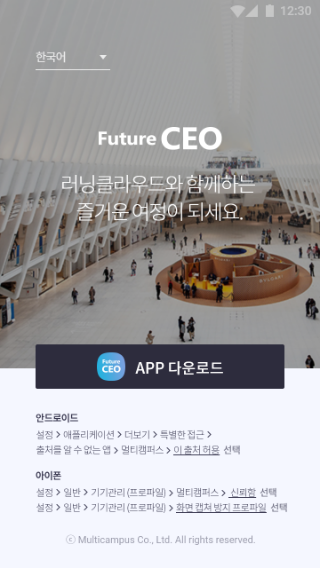 12:30
한국어
Future CEO
러닝클라우드와 함께하는
즐거운 여정이 되세요.
Future CEO APP 다운로드
안드로이드
설정 > 애플리케이션 > 더보기 > 특별한 접근 >
출처를 알 수 없는 앱 > 멀티캠퍼스 > 이 출처 허용 선택
아이폰
설정 > 일반 > 기기관리 (프로파일) > 멀티캠퍼스 > 신뢰함 선택
설정 > 일반 > 기기관리 (프로파일) > 화면 캡쳐 방지 프로파일 선택
ⓒ Multicampus Co., Ltd. All rights reserved.